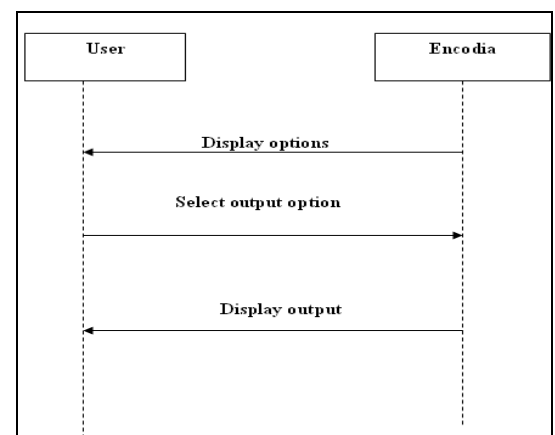 User
Encodia
Display options
Select output option
Display output